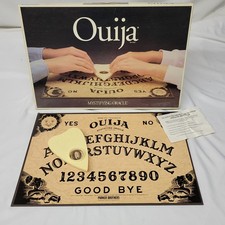 Ouija
MYSTIFYING ORACLE
YES OUIJA NO
ABCDEFGHIJKLM
NOPQRSTUVWXYZ
1234567890
GOOD BYE
PARKER BROTHERS